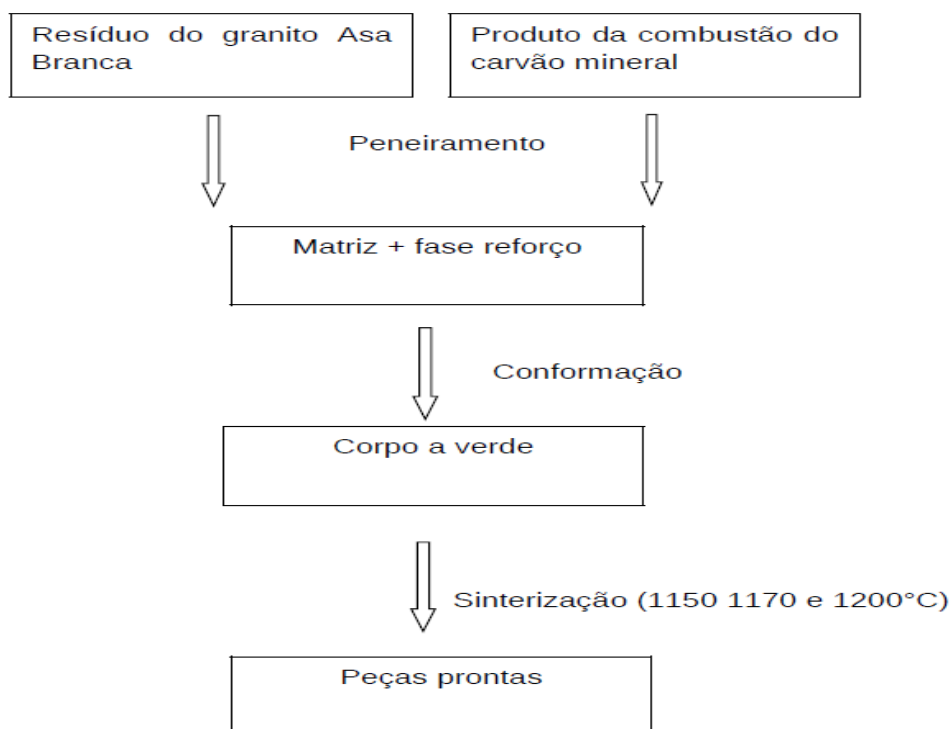 Resíduo do granito Asa
Branca
Produto da combustão do
carvão mineral
Peneiramento
Matriz + fase reforço
Conformação
Corpo a verde
Sinterização (1150 1170 e 1200°C)
Peças prontas